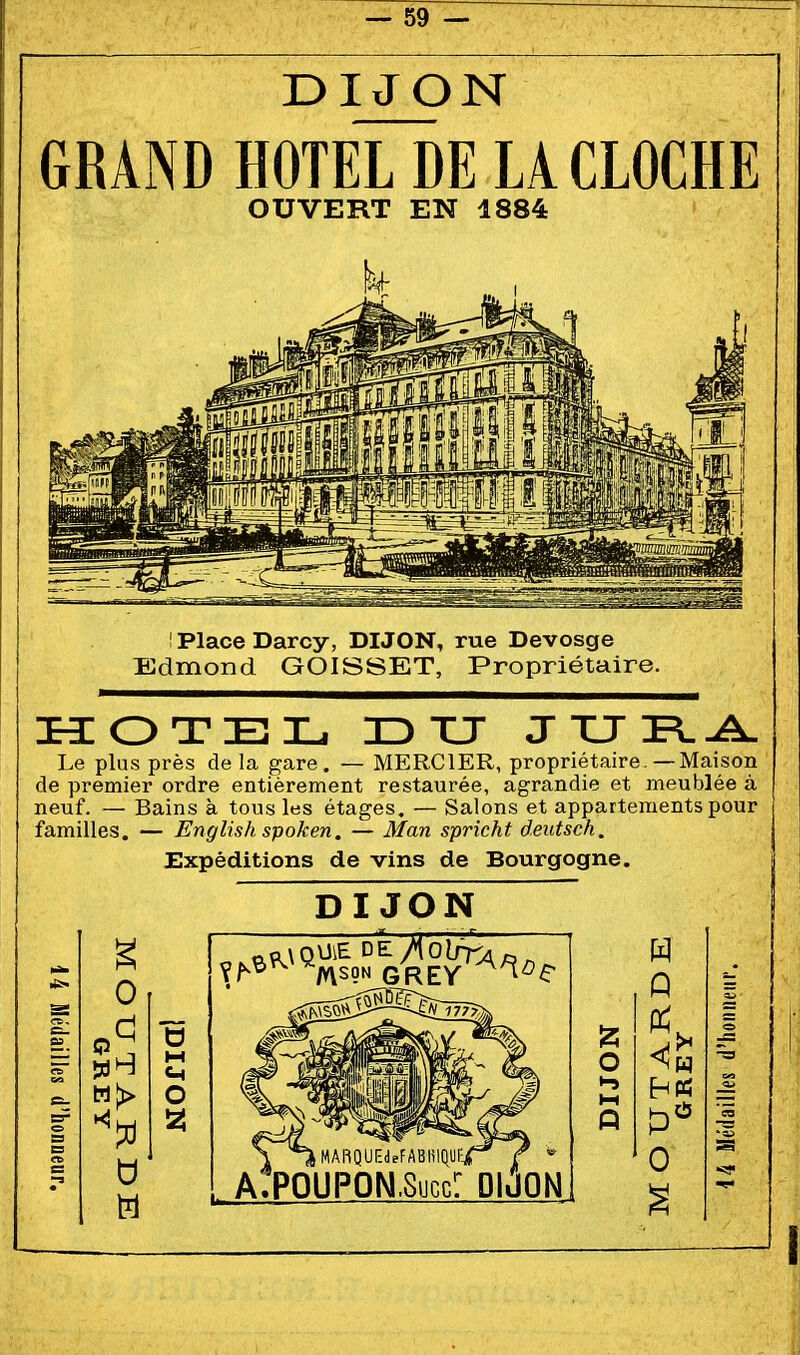 — 59 —
DIJON
GRAND HOTEL DE LA CLOCHE
OUVERT EN 1884
Place Darcy, DIJON, rue Devosge
Edmond GOISSET, Propriétaire.
HOTEL DU JURA
Le plus près de la gare. — MERCIER, propriétaire. — Maison
de premier ordre entièrement restaurée, agrandie et meublée à
neuf. — Bains à tous les étages. — Salons et appartements pour
familles. — English spoken. — Man spricht deutsch.
Expéditions de vins de Bourgogne.
DIJON
14 Médailles d'honneur.
MOUTARDE
GREY
DIJON
FABRIQUE DE MOUTARDE
MSON GREY
MAISON FONDÉE EN 1777
MARQUE de FABRIQUE
A. POUPON, Succr DIJON
DIJON
MOUTARDE
GREY
14 Médailles d'honneur.